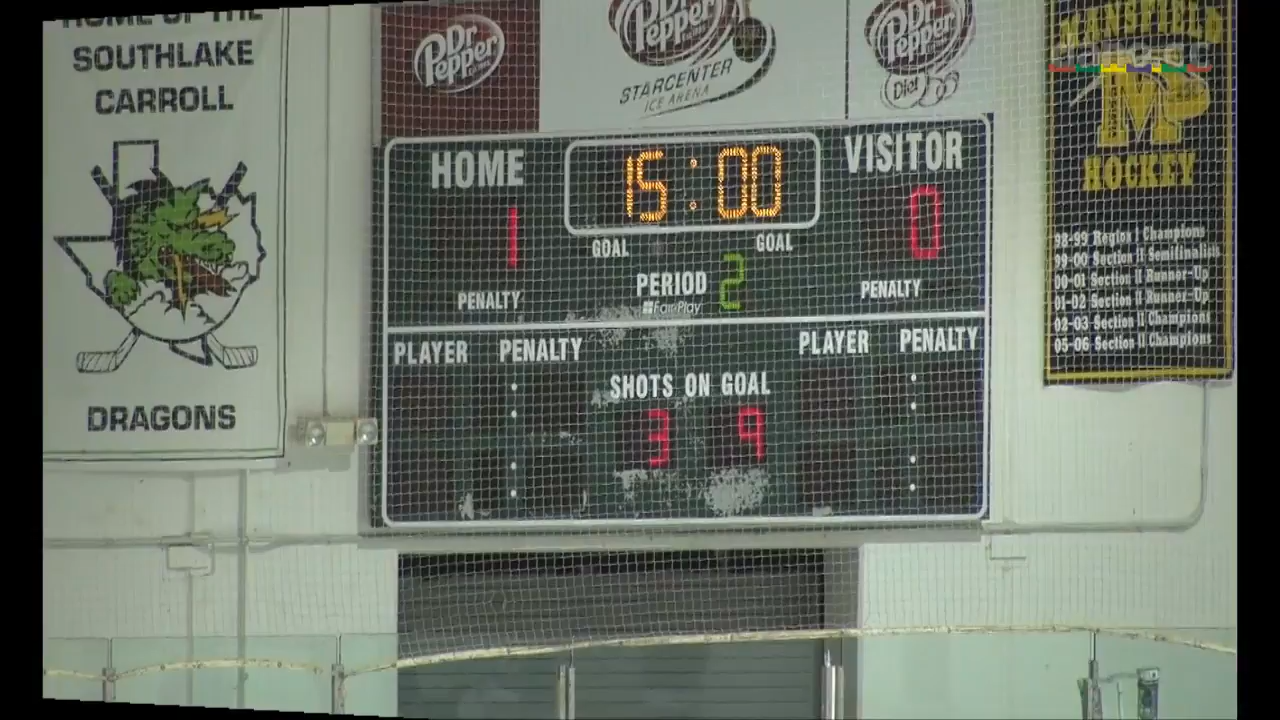 HOME OF THE
SOUTHLAKE
CARROLL
DRAGONS
Dr Pepper
Dr Pepper
STARCENTER
ICE ARENA
Dr Pepper
Diet
HOME
15:00
VISITOR
1
0
GOAL
GOAL
PERIOD 2
FairPlay
PENALTY
PENALTY
PLAYER PENALTY
PLAYER PENALTY
SHOTS ON GOAL
3 9
MANSFIELD
M
HOCKEY
98-99 Region I Champions
99-00 Section II Semifinalists
00-01 Section II Runner-Up
01-02 Section II Runner-Up
02-03 Section II Champions
05-06 Section II Champions